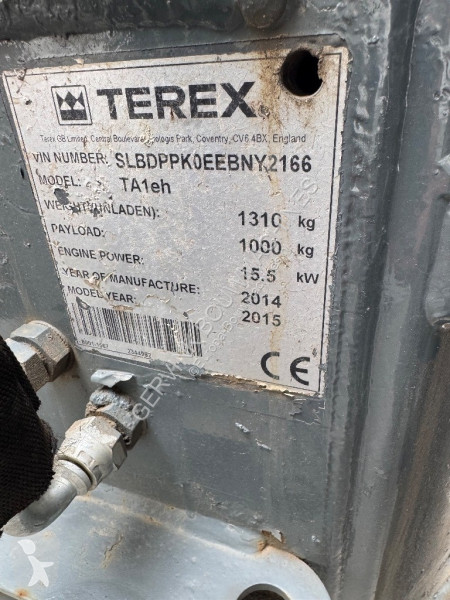 TEREX
Terex GB Limited, Central Boulevard, Prologis Park, Coventry, CV6 4BX, England
VIN NUMBER: SLBDPPK0EEBNY2166
MODEL: TA1eh
WEIGHT(UNLADEN): 1310 kg
PAYLOAD: 1000 kg
ENGINE POWER: 15.5 kW
YEAR OF MANUFACTURE: 2014
MODEL YEAR: 2015
CE